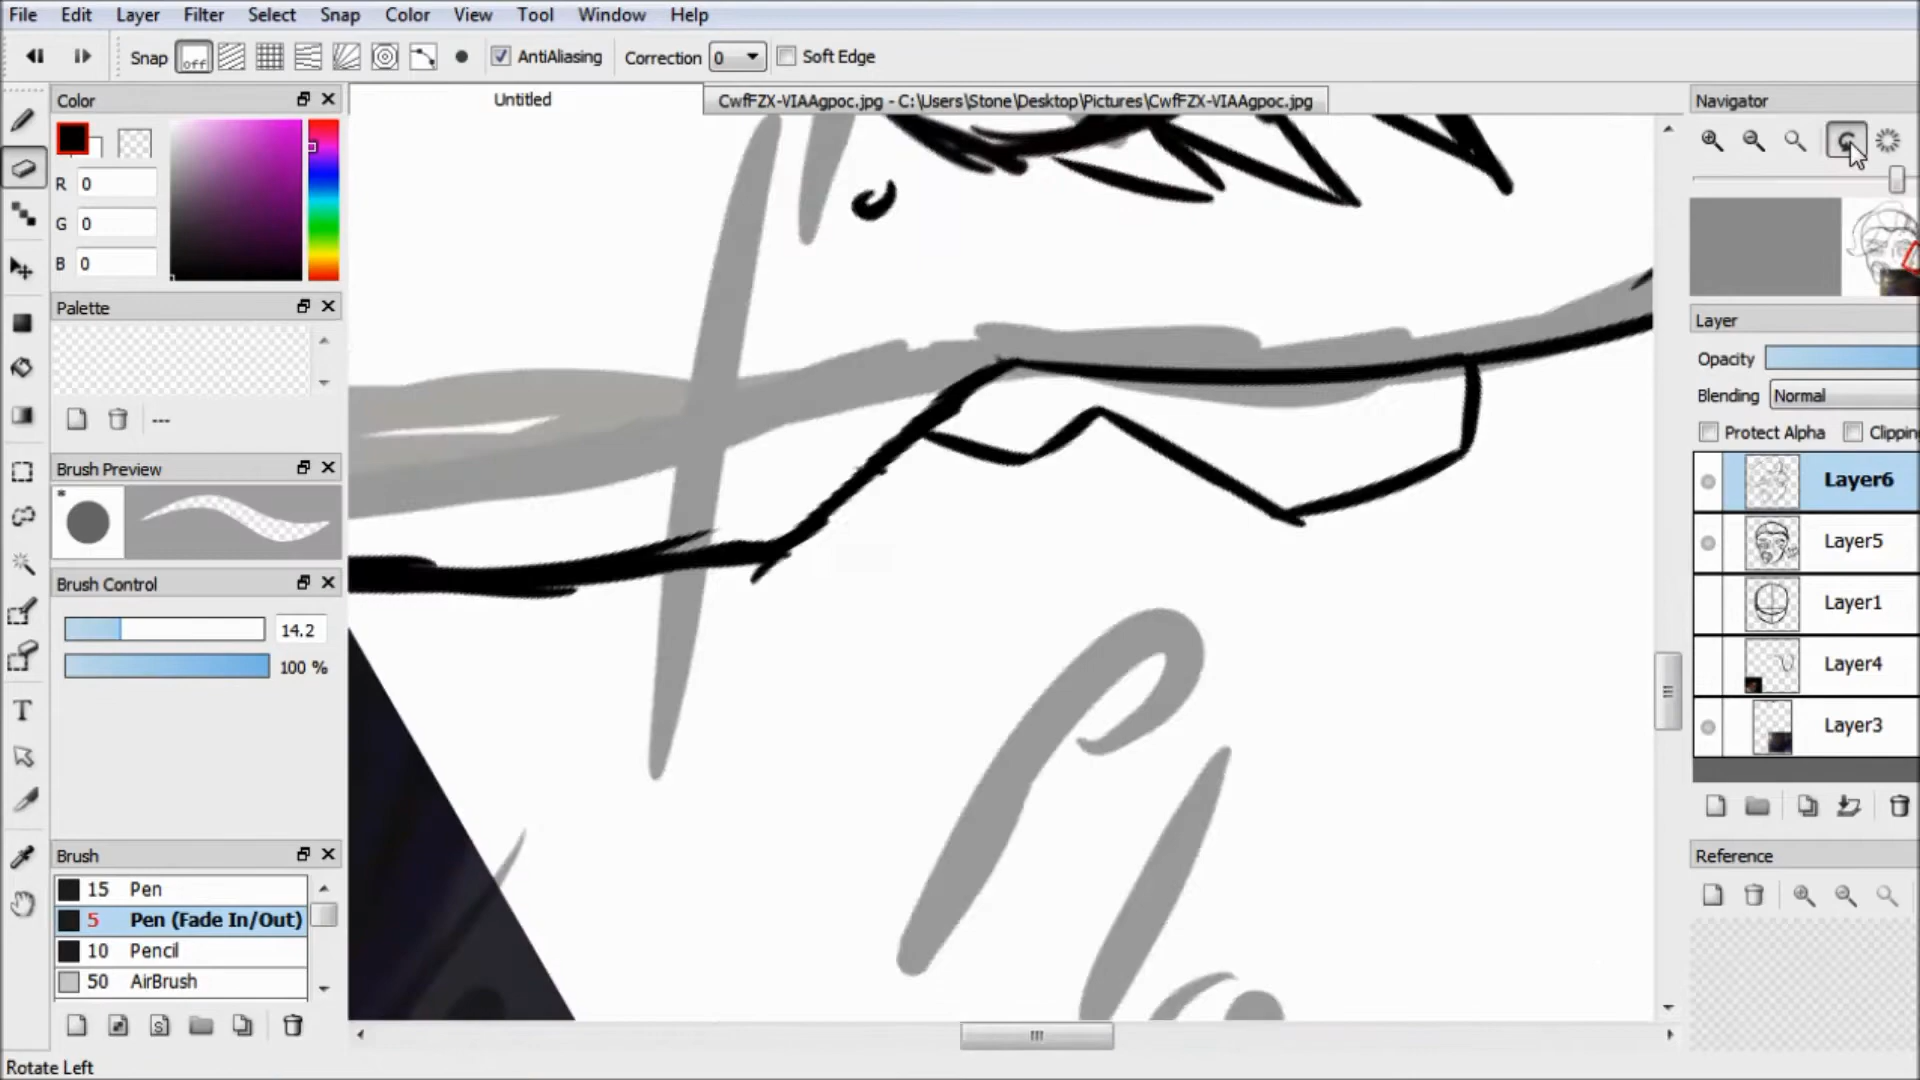 File Edit Layer Filter Select Snap Color View Tool Window Help
Snap off AntiAliasing Correction 0 Soft Edge
Color
Untitled
CwfFZX-VIAAgpoc.jpg - C:\Users\Stone\Desktop\Pictures\CwfFZX-VIAAgpoc.jpg
Navigator
R 0
G 0
B 0
Palette
---
Brush Preview
*
Brush Control
14.2
100 %
Brush
15 Pen
5 Pen (Fade In/Out)
10 Pencil
50 AirBrush
Rotate Left
Layer
Opacity
Blending Normal
Protect Alpha Clipping
Layer6
Layer5
Layer1
Layer4
Layer3
Reference